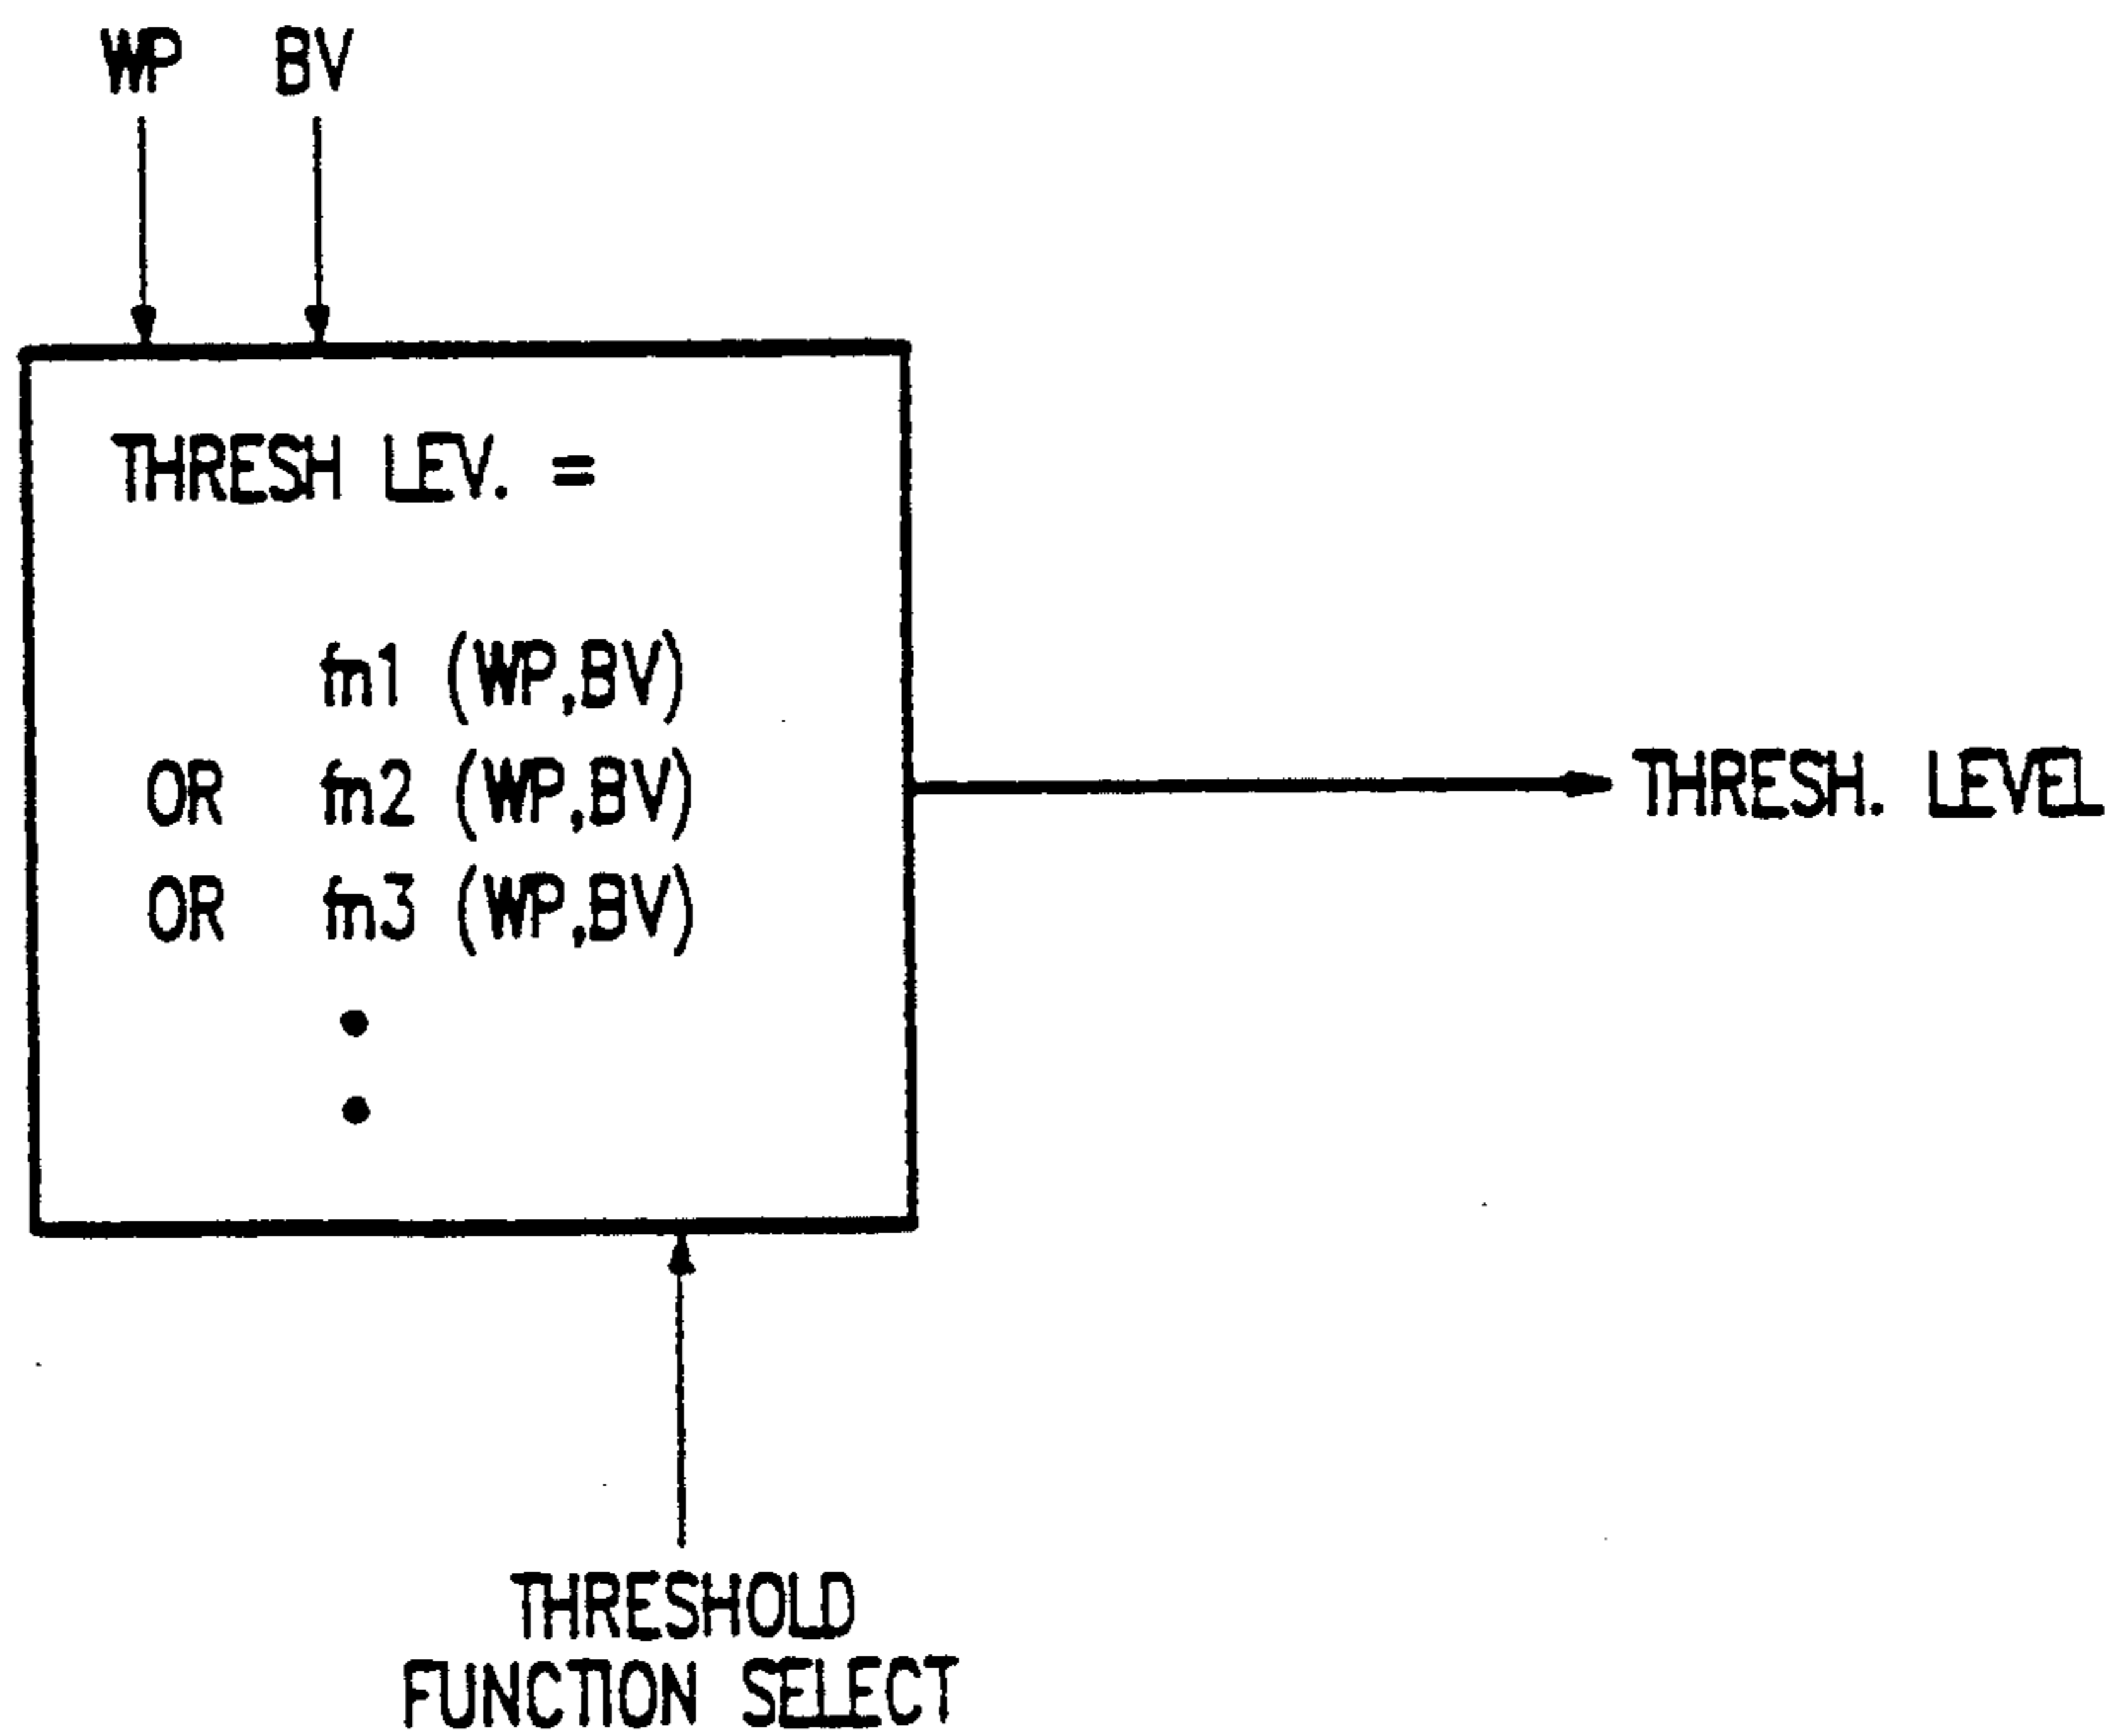 WP BV
THRESH LEV. =
fn1 (WP,BV)
OR fn2 (WP,BV)
OR fn3 (WP,BV)
THRESH. LEVEL
THRESHOLD
FUNCTION SELECT